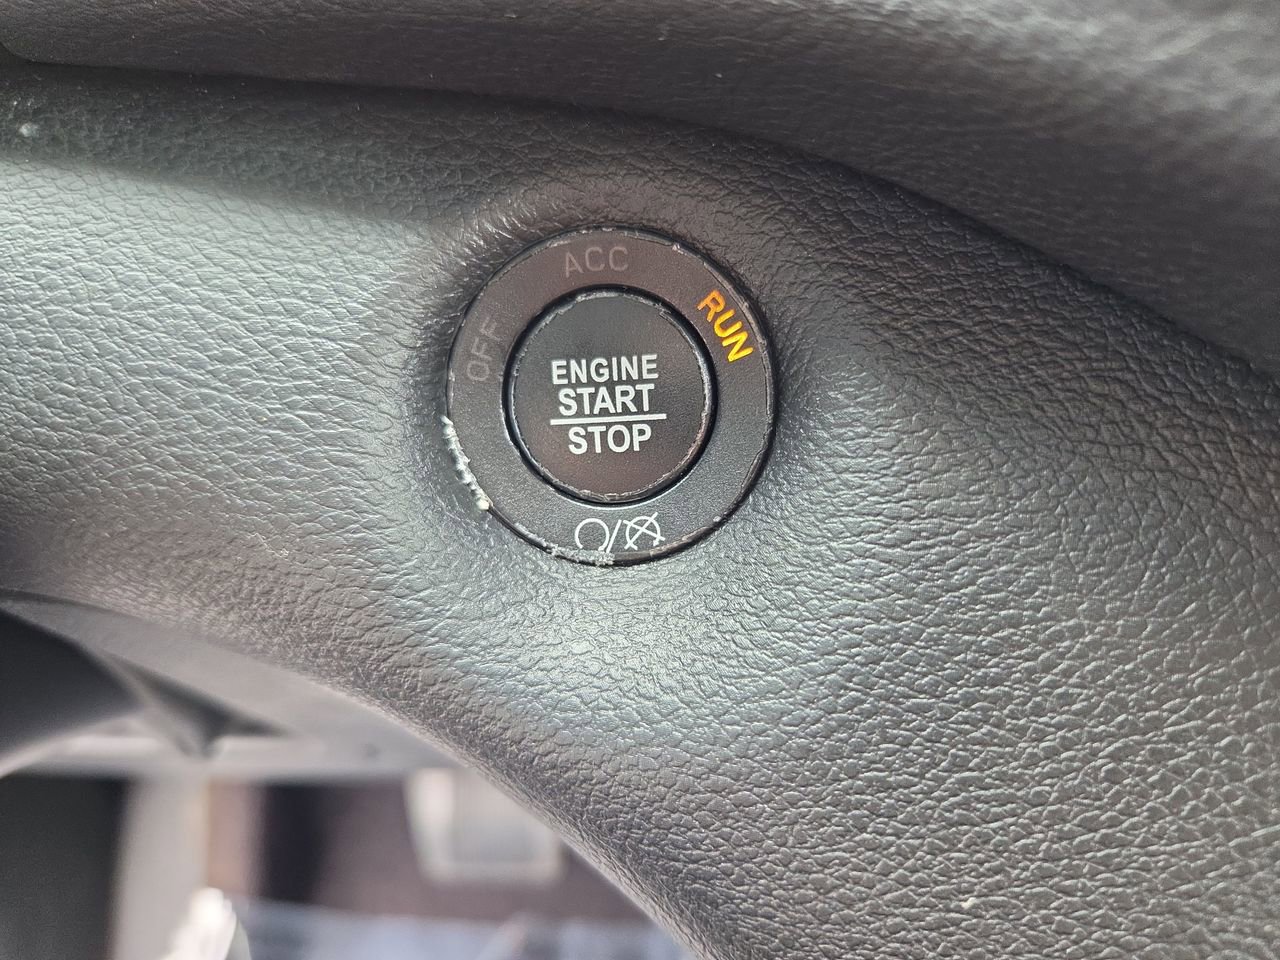 ACC
OFF
RUN
ENGINE
START
STOP